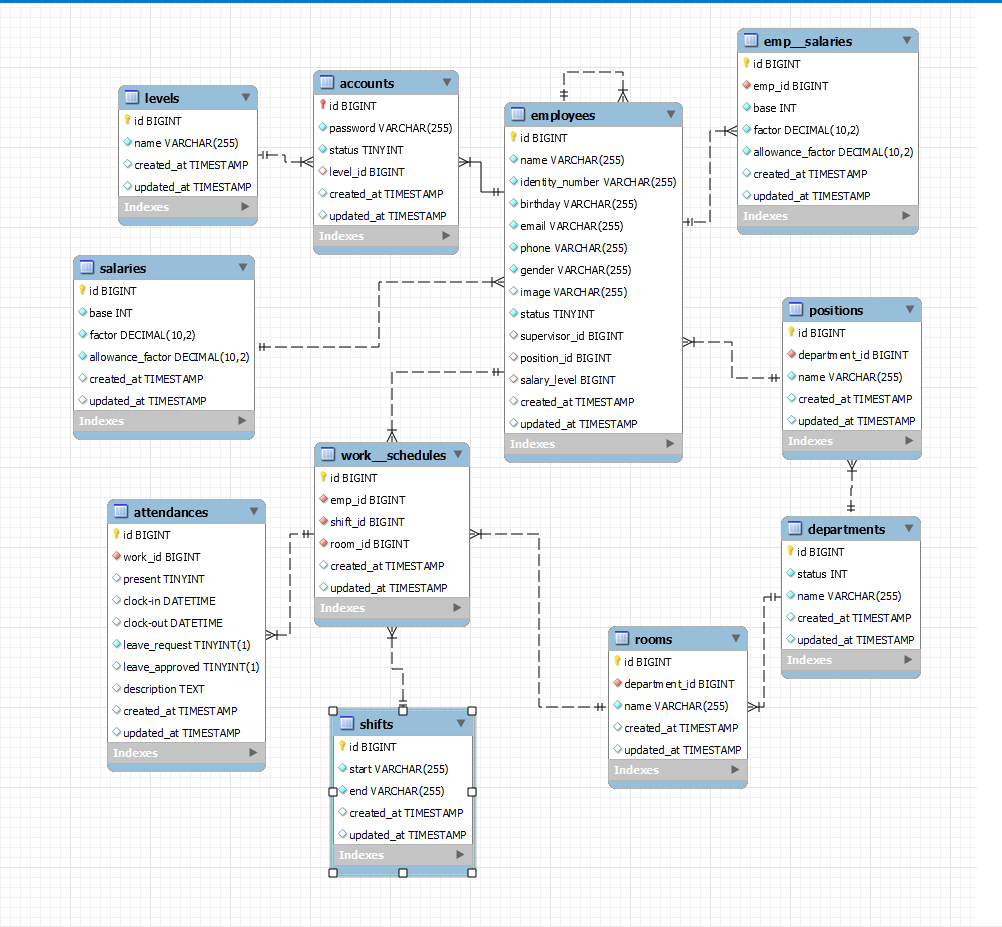 levels
id BIGINT
name VARCHAR(255)
created_at TIMESTAMP
updated_at TIMESTAMP
Indexes
accounts
id BIGINT
password VARCHAR(255)
status TINYINT
level_id BIGINT
created_at TIMESTAMP
updated_at TIMESTAMP
Indexes
employees
id BIGINT
name VARCHAR(255)
identity_number VARCHAR(255)
birthday VARCHAR(255)
email VARCHAR(255)
phone VARCHAR(255)
gender VARCHAR(255)
image VARCHAR(255)
status TINYINT
supervisor_id BIGINT
position_id BIGINT
salary_level BIGINT
created_at TIMESTAMP
updated_at TIMESTAMP
Indexes
emp__salaries
id BIGINT
emp_id BIGINT
base INT
factor DECIMAL(10,2)
allowance_factor DECIMAL(10,2)
created_at TIMESTAMP
updated_at TIMESTAMP
Indexes
salaries
id BIGINT
base INT
factor DECIMAL(10,2)
allowance_factor DECIMAL(10,2)
created_at TIMESTAMP
updated_at TIMESTAMP
Indexes
positions
id BIGINT
department_id BIGINT
name VARCHAR(255)
created_at TIMESTAMP
updated_at TIMESTAMP
Indexes
work__schedules
id BIGINT
emp_id BIGINT
shift_id BIGINT
room_id BIGINT
created_at TIMESTAMP
updated_at TIMESTAMP
Indexes
attendances
id BIGINT
work_id BIGINT
present TINYINT
clock-in DATETIME
clock-out DATETIME
leave_request TINYINT(1)
leave_approved TINYINT(1)
description TEXT
created_at TIMESTAMP
updated_at TIMESTAMP
Indexes
departments
id BIGINT
status INT
name VARCHAR(255)
created_at TIMESTAMP
updated_at TIMESTAMP
Indexes
rooms
id BIGINT
department_id BIGINT
name VARCHAR(255)
created_at TIMESTAMP
updated_at TIMESTAMP
Indexes
shifts
id BIGINT
start VARCHAR(255)
end VARCHAR(255)
created_at TIMESTAMP
updated_at TIMESTAMP
Indexes